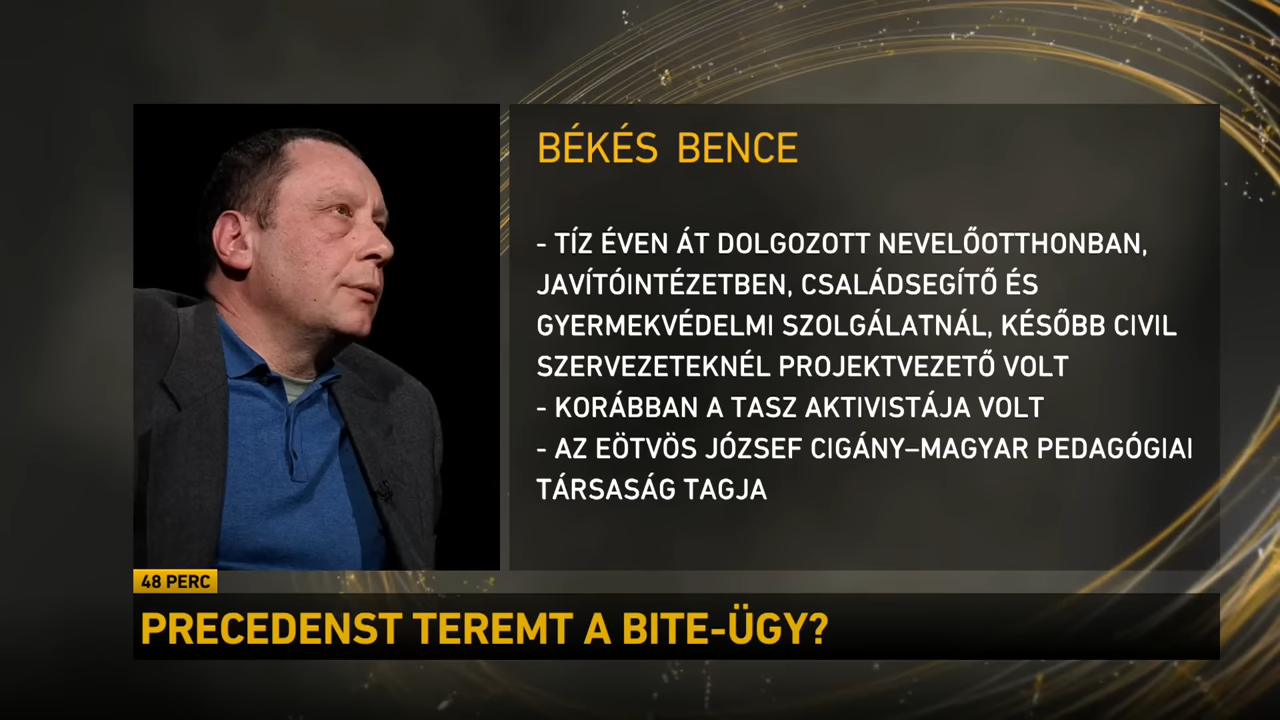 BÉKÉS BENCE
- TÍZ ÉVEN ÁT DOLGOZOTT NEVELŐOTTHONBAN,
JAVÍTÓINTÉZETBEN, CSALÁDSEGÍTŐ ÉS
GYERMEKVÉDELMI SZOLGÁLATNÁL, KÉSŐBB CIVIL
SZERVEZETEKNÉL PROJEKTVEZETŐ VOLT
- KORÁBBAN A TASZ AKTIVISTÁJA VOLT
- AZ EÖTVÖS JÓZSEF CIGÁNY–MAGYAR PEDAGÓGIAI
TÁRSASÁG TAGJA
48 PERC
PRECEDENST TEREMT A BITE-ÜGY?